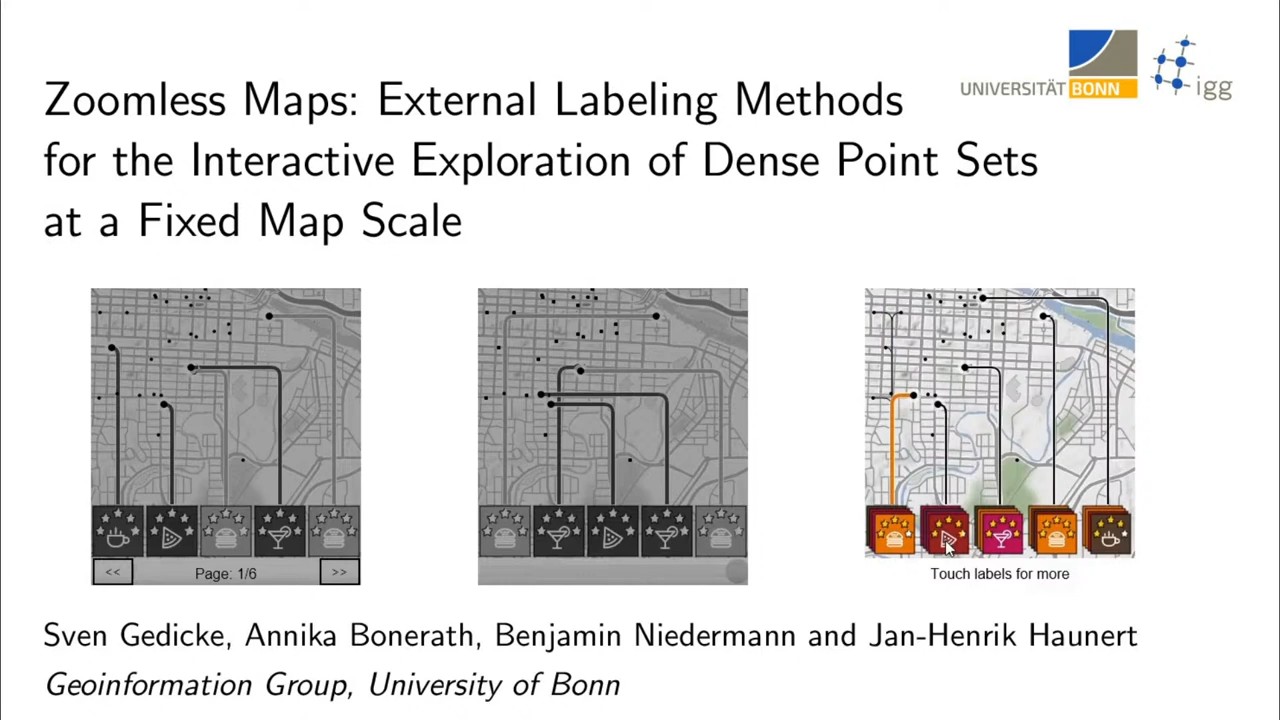 UNIVERSITÄT BONN
igg
Zoomless Maps: External Labeling Methods
for the Interactive Exploration of Dense Point Sets
at a Fixed Map Scale
<<
Page: 1/6
>>
Touch labels for more
Sven Gedicke, Annika Bonerath, Benjamin Niedermann and Jan-Henrik Haunert
Geoinformation Group, University of Bonn